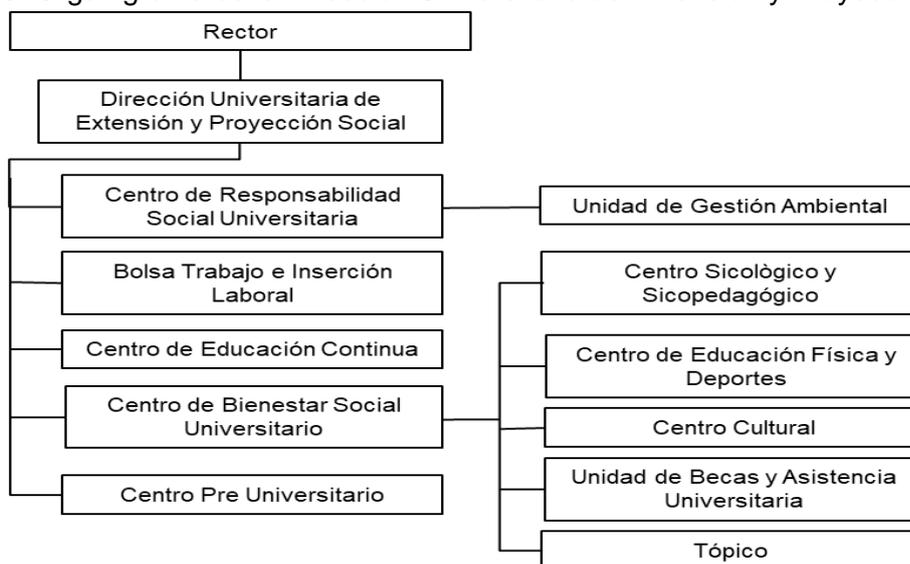 Rector
Dirección Universitaria de
Extensión y Proyección Social
Centro de Responsabilidad
Social Universitaria
Unidad de Gestión Ambiental
Bolsa Trabajo e Inserción
Laboral
Centro Sicològico y
Sicopedagógico
Centro de Educación Continua
Centro de Educación Física y
Deportes
Centro de Bienestar Social
Universitario
Centro Cultural
Unidad de Becas y Asistencia
Universitaria
Centro Pre Universitario
Tópico